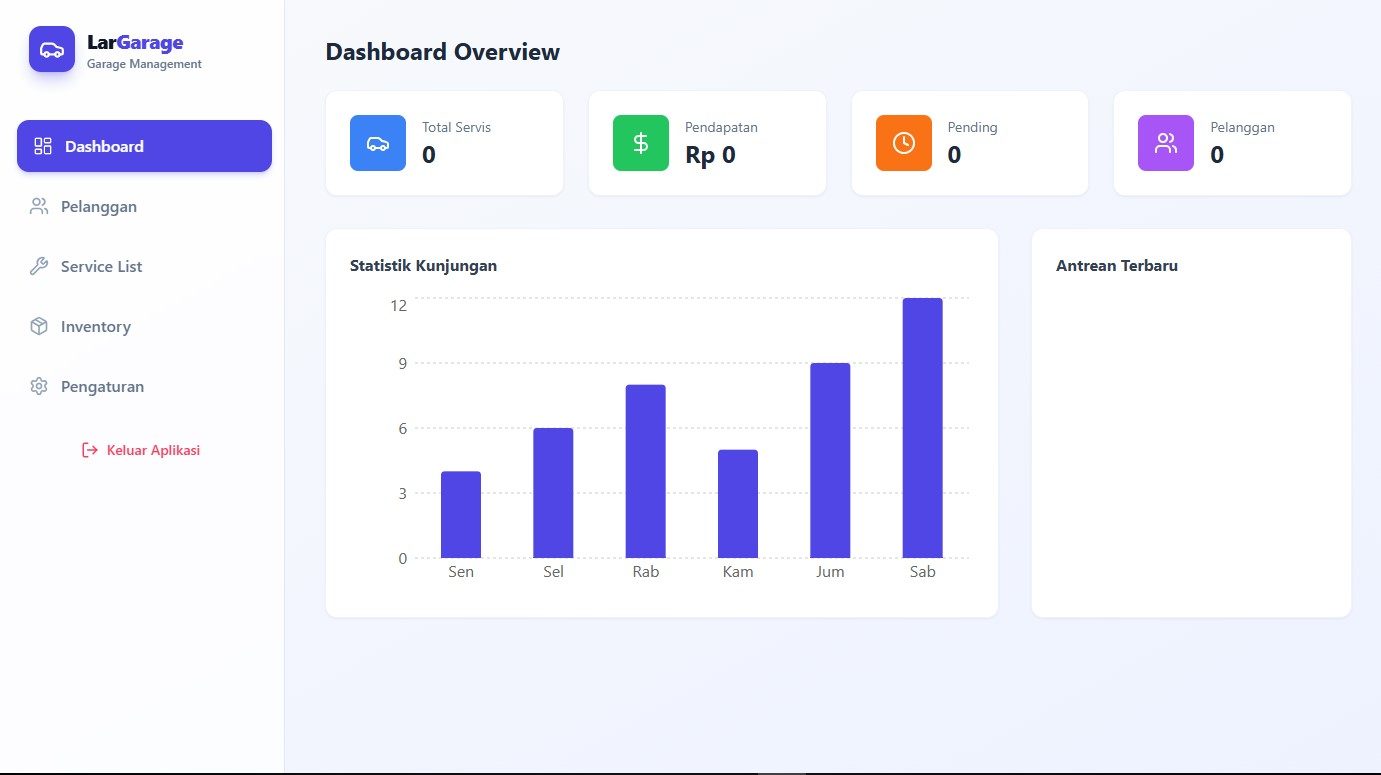 LarGarage
Garage Management
Dashboard
Pelanggan
Service List
Inventory
Pengaturan
Keluar Aplikasi
Dashboard Overview
Total Servis
0
Pendapatan
Rp 0
Pending
0
Pelanggan
0
Statistik Kunjungan
12
9
6
3
0
Sen Sel Rab Kam Jum Sab
Antrean Terbaru